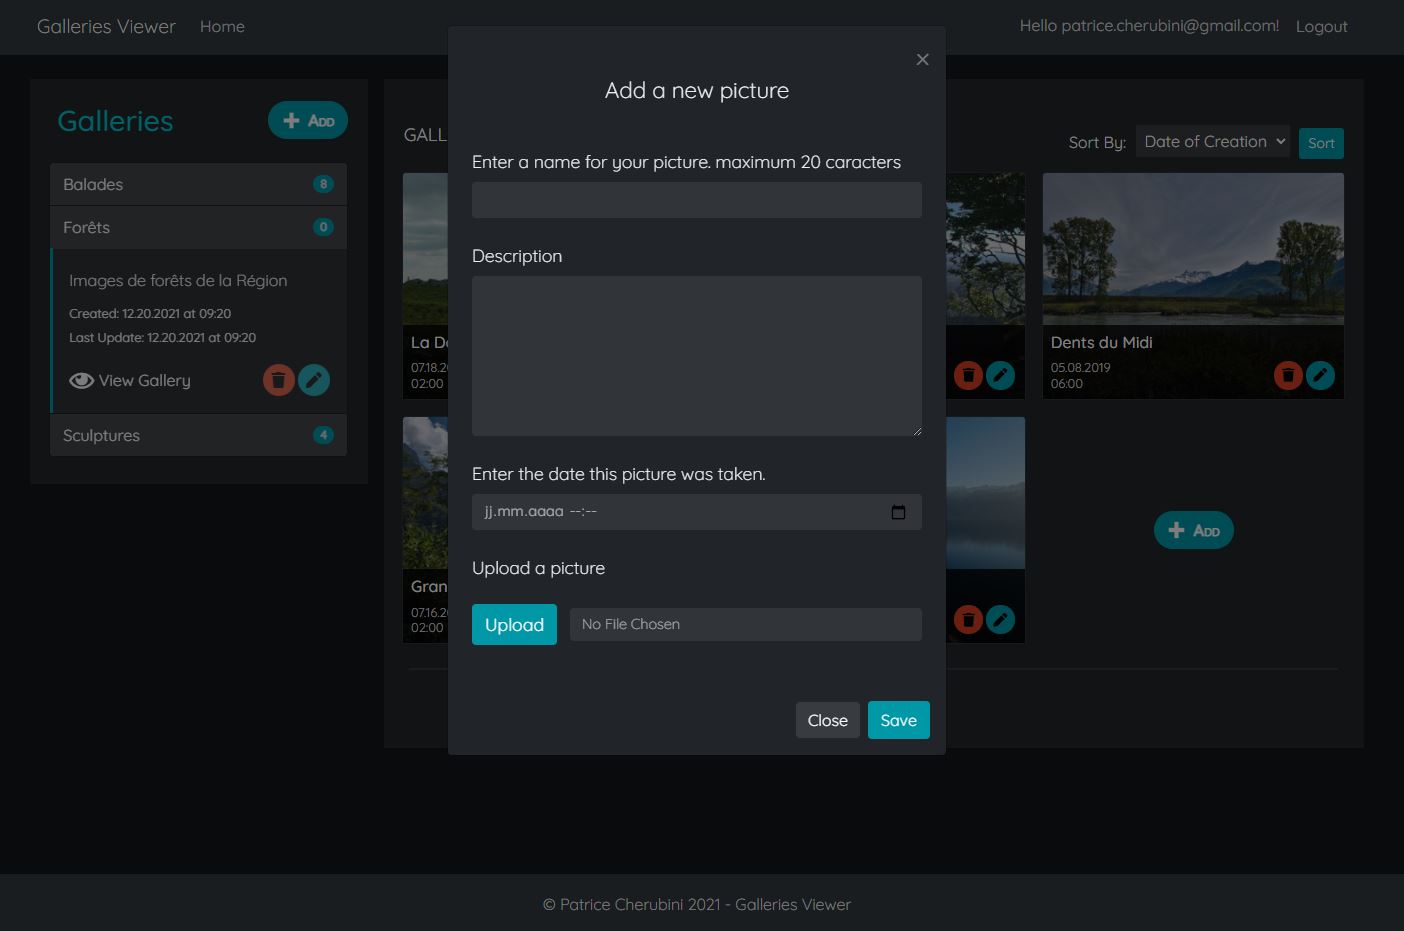 Galleries Viewer Home
Hello patrice.cherubini@gmail.com! Logout
Galleries
Add
Balades 8
Forêts 0
Images de forêts de la Région
Created: 12.20.2021 at 09:20
Last Update: 12.20.2021 at 09:20
View Gallery
Sculptures 4
GALL
Sort By: Date of Creation Sort
La D
07.18.2
02:00
Dents du Midi
05.08.2019
06:00
Gran
07.16.2
02:00
Add
×
Add a new picture
Enter a name for your picture. maximum 20 caracters
Description
Enter the date this picture was taken.
jj.mm.aaaa --:--
Upload a picture
Upload No File Chosen
Close Save
© Patrice Cherubini 2021 - Galleries Viewer